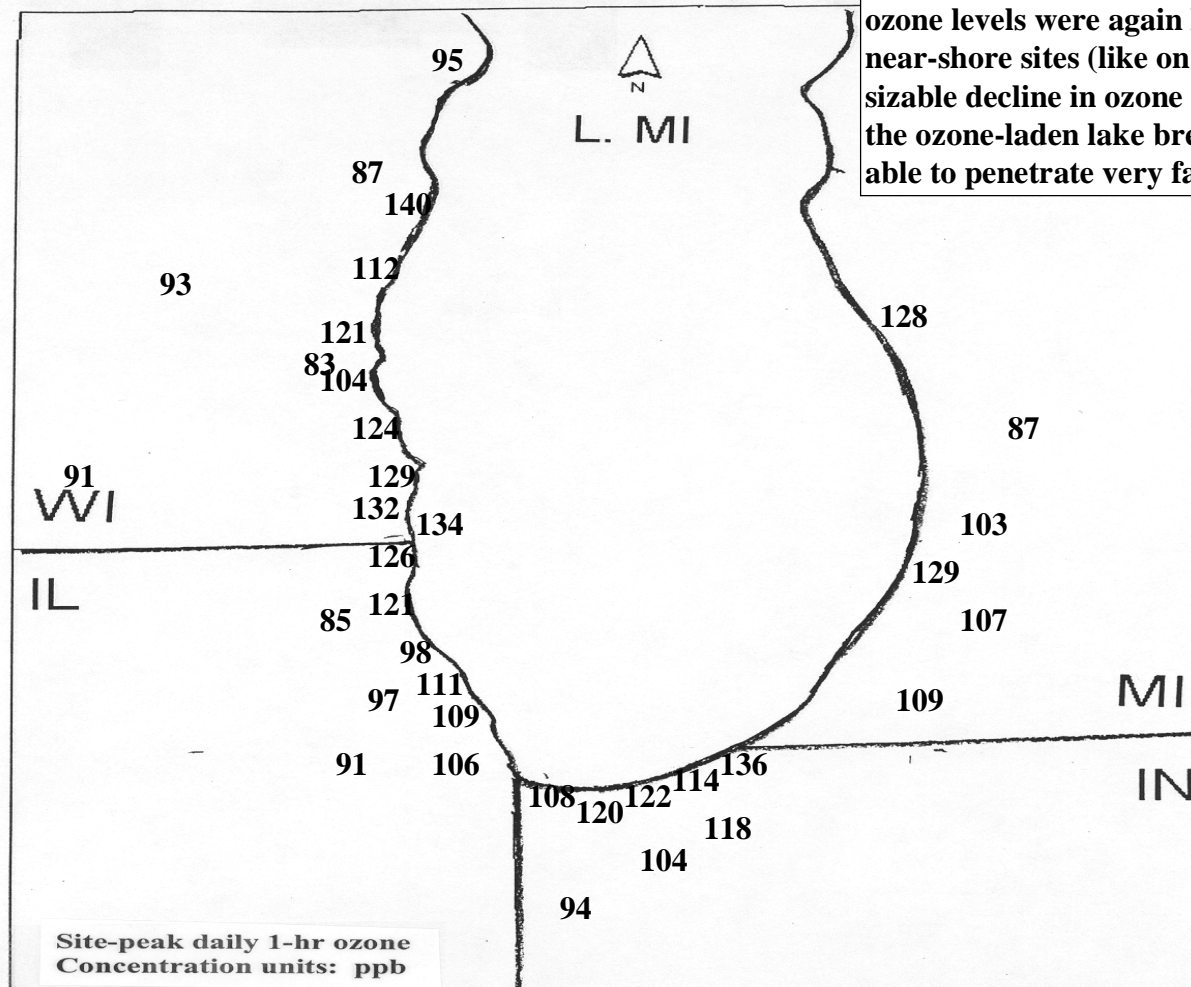 ozone levels were again
near-shore sites (like on
sizable decline in ozone
the ozone-laden lake
able to penetrate very
95
N
L. MI
87
140
112
93
128
121
83
104
124
87
91
129
WI
132
134
103
126
129
IL
121
85
107
98
111
97
109
109
MI
91
106
136
114
108
122
120
IN
118
104
94
Site-peak daily 1-hr ozone
Concentration units: ppb